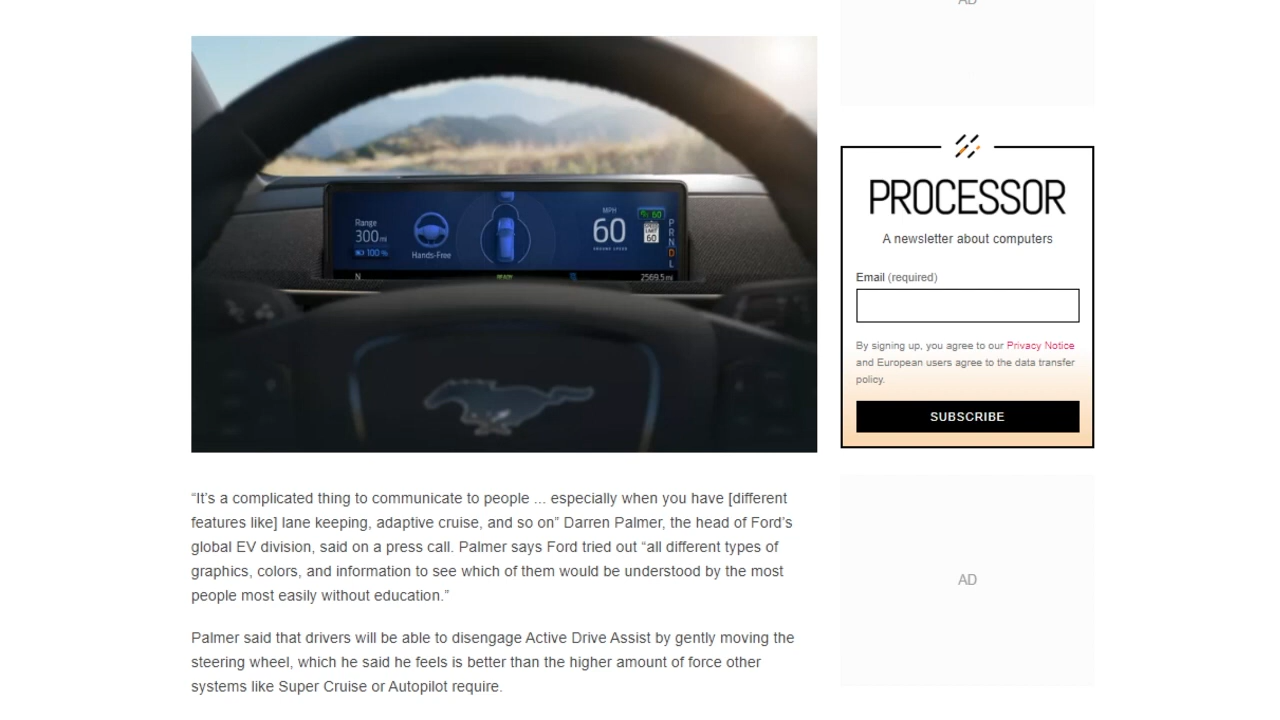 AD
Range
300 mi
100 %
Hands-Free
MPH
60
60
SPEED
LIMIT
60
P
R
N
D
L
N
READY
2569.5 mi
PROCESSOR
A newsletter about computers
Email (required)
By signing up, you agree to our Privacy Notice
and European users agree to the data transfer
policy.
SUBSCRIBE
“It’s a complicated thing to communicate to people ... especially when you have [different
features like] lane keeping, adaptive cruise, and so on” Darren Palmer, the head of Ford’s
global EV division, said on a press call. Palmer says Ford tried out “all different types of
graphics, colors, and information to see which of them would be understood by the most
people most easily without education.”
Palmer said that drivers will be able to disengage Active Drive Assist by gently moving the
steering wheel, which he said he feels is better than the higher amount of force other
systems like Super Cruise or Autopilot require.
AD